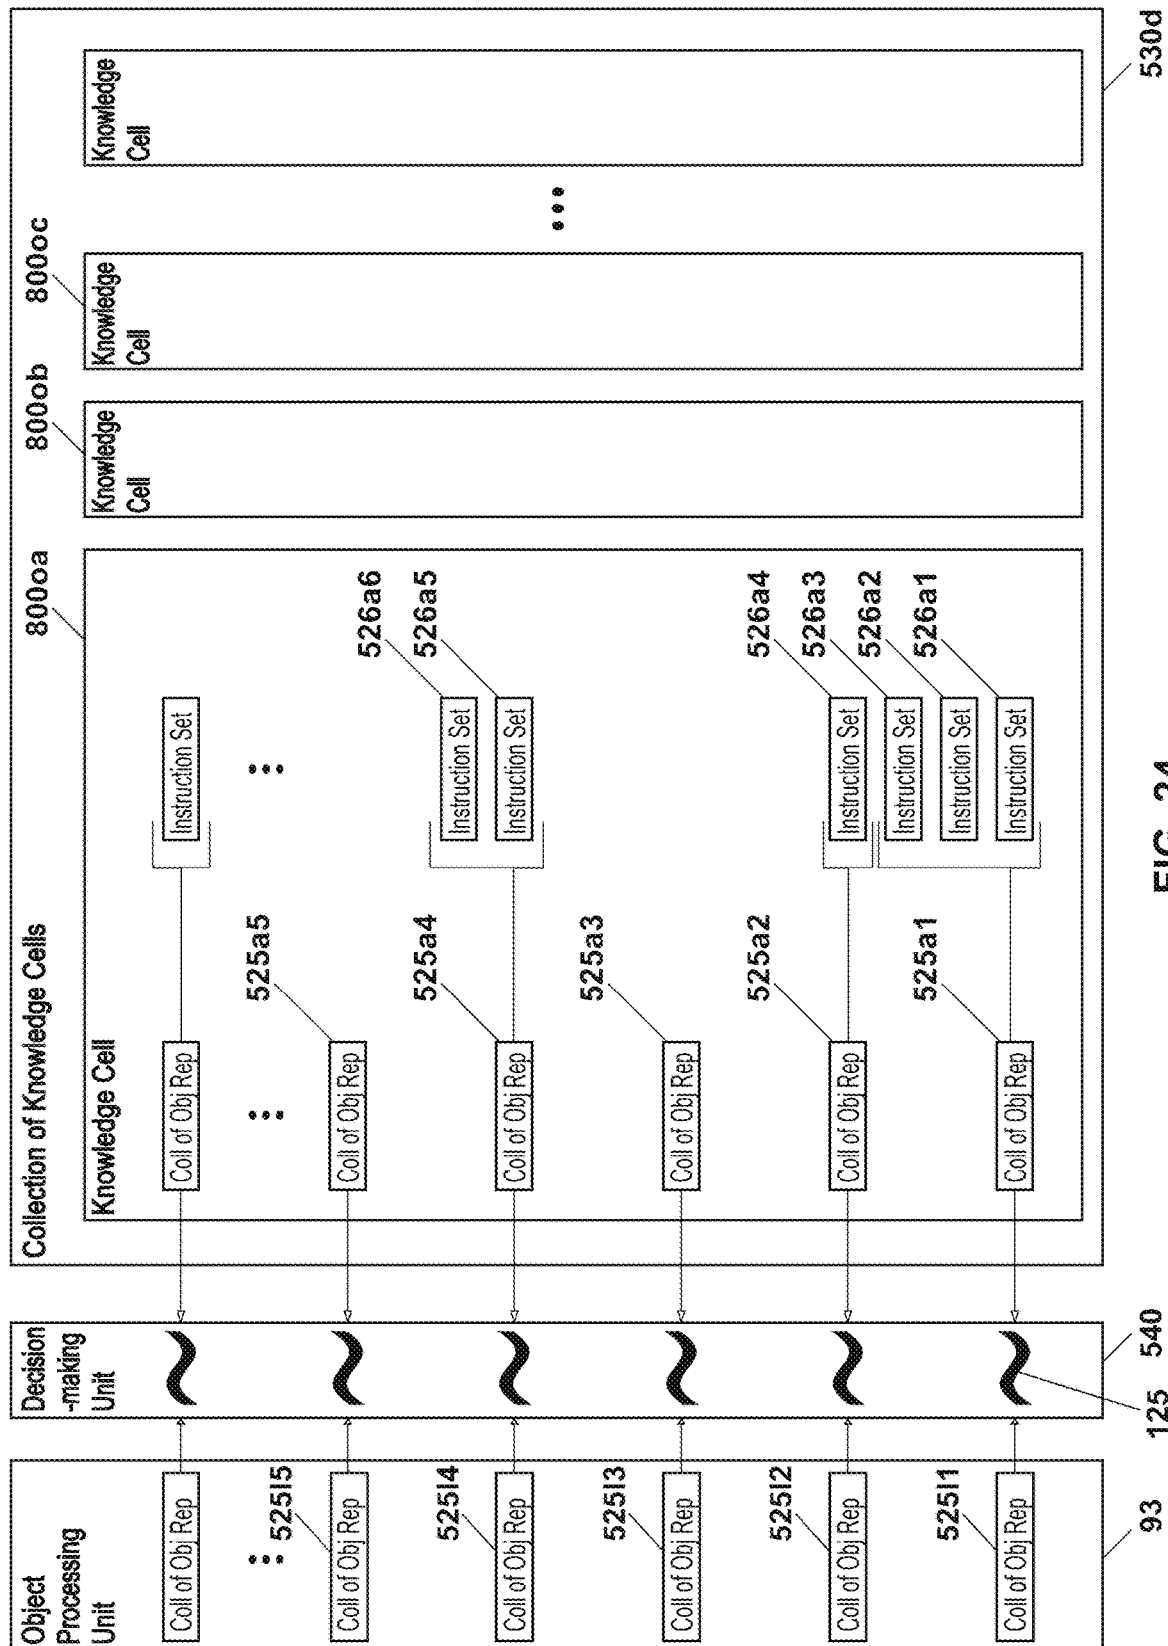 Object
Processing
Unit
Coll of Obj Rep
...
525l5
Coll of Obj Rep
525l4
Coll of Obj Rep
525l3
Coll of Obj Rep
525l2
Coll of Obj Rep
525l1
Coll of Obj Rep
93
Decision
-making
Unit
125
540
Collection of Knowledge Cells
Knowledge Cell
800oa
Coll of Obj Rep
Instruction Set
...
...
525a5
Coll of Obj Rep
525a4
526a6
Coll of Obj Rep
Instruction Set
526a5
Instruction Set
525a3
Coll of Obj Rep
525a2
526a4
Coll of Obj Rep
Instruction Set
526a3
Instruction Set
526a2
Instruction Set
525a1
526a1
Coll of Obj Rep
Instruction Set
800ob
Knowledge
Cell
800oc
Knowledge
Cell
...
Knowledge
Cell
530d